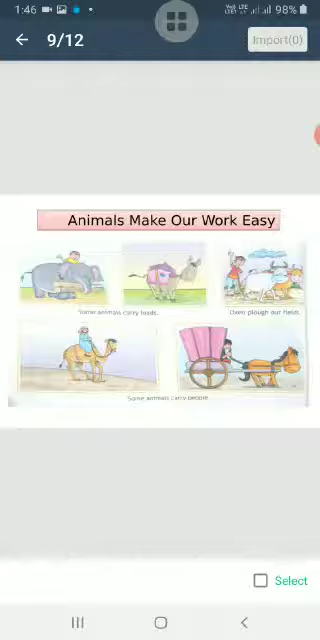 1:46
98%
9/12
Import(0)
Animals Make Our Work Easy
Some animals carry loads.
Oxen plough our fields.
Some animals carry people.
Select